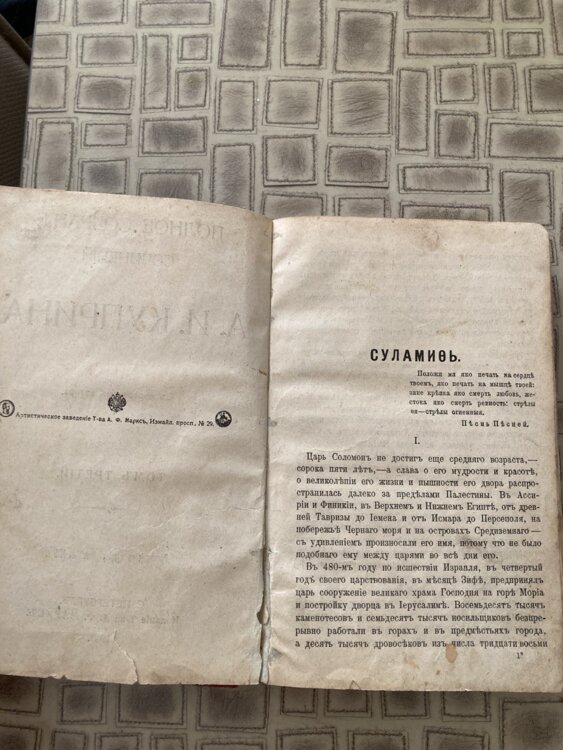 Артистическое заведеніе Т-ва А. Ф. Марксъ, Измайл. просп., № 29.
СУЛАМИѲЬ.
Положи мя яко печать на сердцѣ
твоемъ, яко печать на мышцѣ твоей:
зане крѣпка яко смерть любовь, же-
стока яко смерть ревность: стрѣлы
ея—стрѣлы огненныя.
Пѣснь Пѣсней.
I.
Царь Соломонъ не достигъ еще средняго возраста,—
сорока пяти лѣтъ,—а слава о его мудрости и красотѣ,
о великолѣпіи его жизни и пышности его двора распро-
странилась далеко за предѣлами Палестины. Въ Асси-
ріи и Финикіи, въ Верхнемъ и Нижнемъ Египтѣ, отъ древ-
ней Тавризы до Іемена и отъ Исмара до Персеполя, на
побережьѣ Чернаго моря и на островахъ Средиземнаго—
съ удивленіемъ произносили его имя, потому что не было
подобнаго ему между царями во всѣ дни его.
Въ 480-мъ году по исшествіи Израиля, въ четвертый
годъ своего царствованія, въ мѣсяцѣ Зифѣ, предпринялъ
царь сооруженіе великаго храма Господня на горѣ Моріа
и постройку дворца въ Іерусалимѣ. Восемьдесятъ тысячъ
каменотесовъ и семьдесятъ тысячъ носильщиковъ безпре-
рывно работали въ горахъ и въ предмѣстьяхъ города,
а десять тысячъ дровосѣковъ изъ числа тридцати восьми
1*